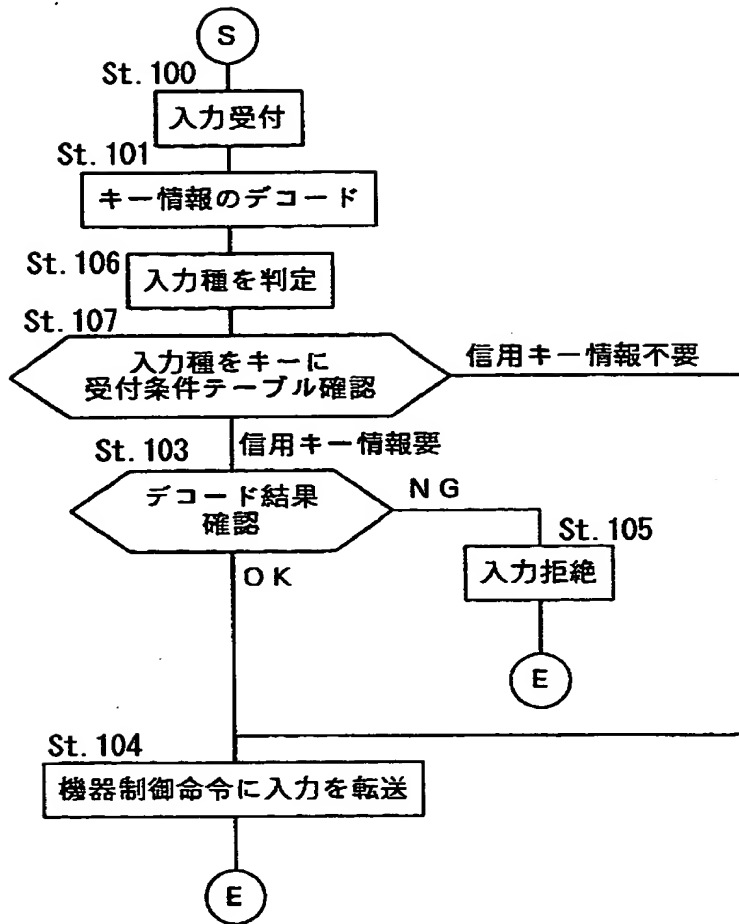 S
St.100
入力受付
St.101
キー情報のデコード
St.106
入力種を判定
St.107
入力種をキーに
受付条件テーブル確認
信用キー情報不要
信用キー情報要
St.103
デコード結果
確認
NG
OK
St.105
入力拒絶
E
St.104
機器制御命令に入力を転送
E